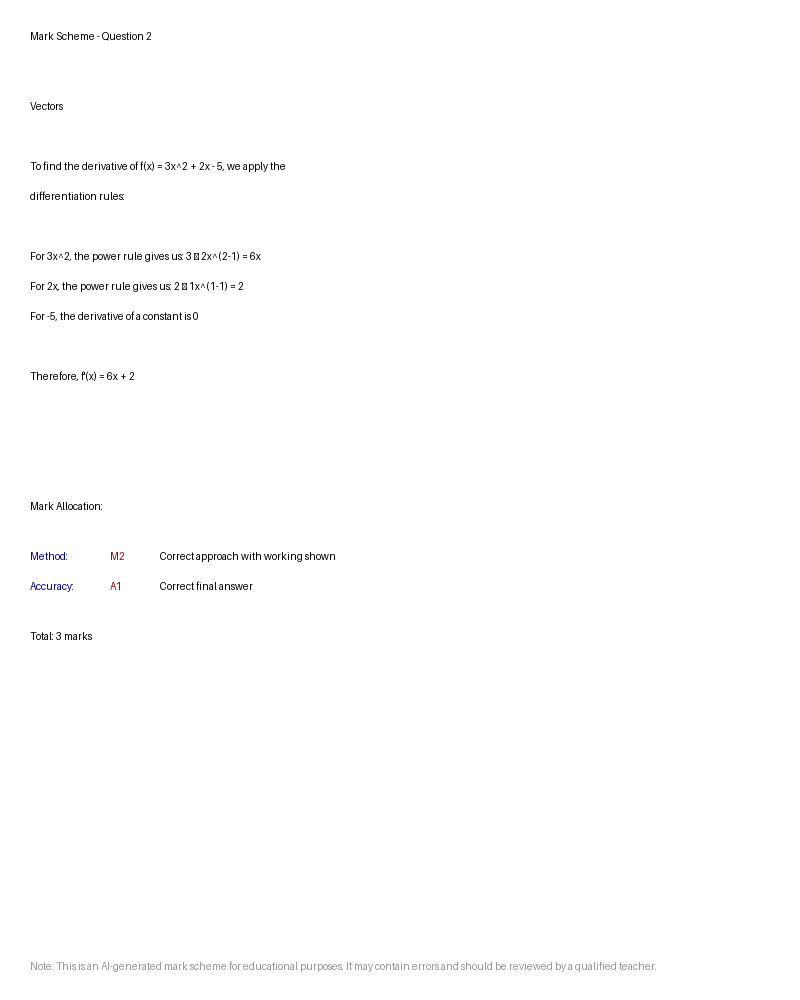 Mark Scheme - Question 2
Vectors
To find the derivative of f(x) = 3x^2 + 2x - 5, we apply the
differentiation rules:
For 3x^2, the power rule gives us: 3 ▯ 2x^(2-1) = 6x
For 2x, the power rule gives us: 2 ▯ 1x^(1-1) = 2
For -5, the derivative of a constant is 0
Therefore, f'(x) = 6x + 2
Mark Allocation:
Method: M2 Correct approach with working shown
Accuracy: A1 Correct final answer
Total: 3 marks
Note: This is an AI-generated mark scheme for educational purposes. It may contain errors and should be reviewed by a qualified teacher.